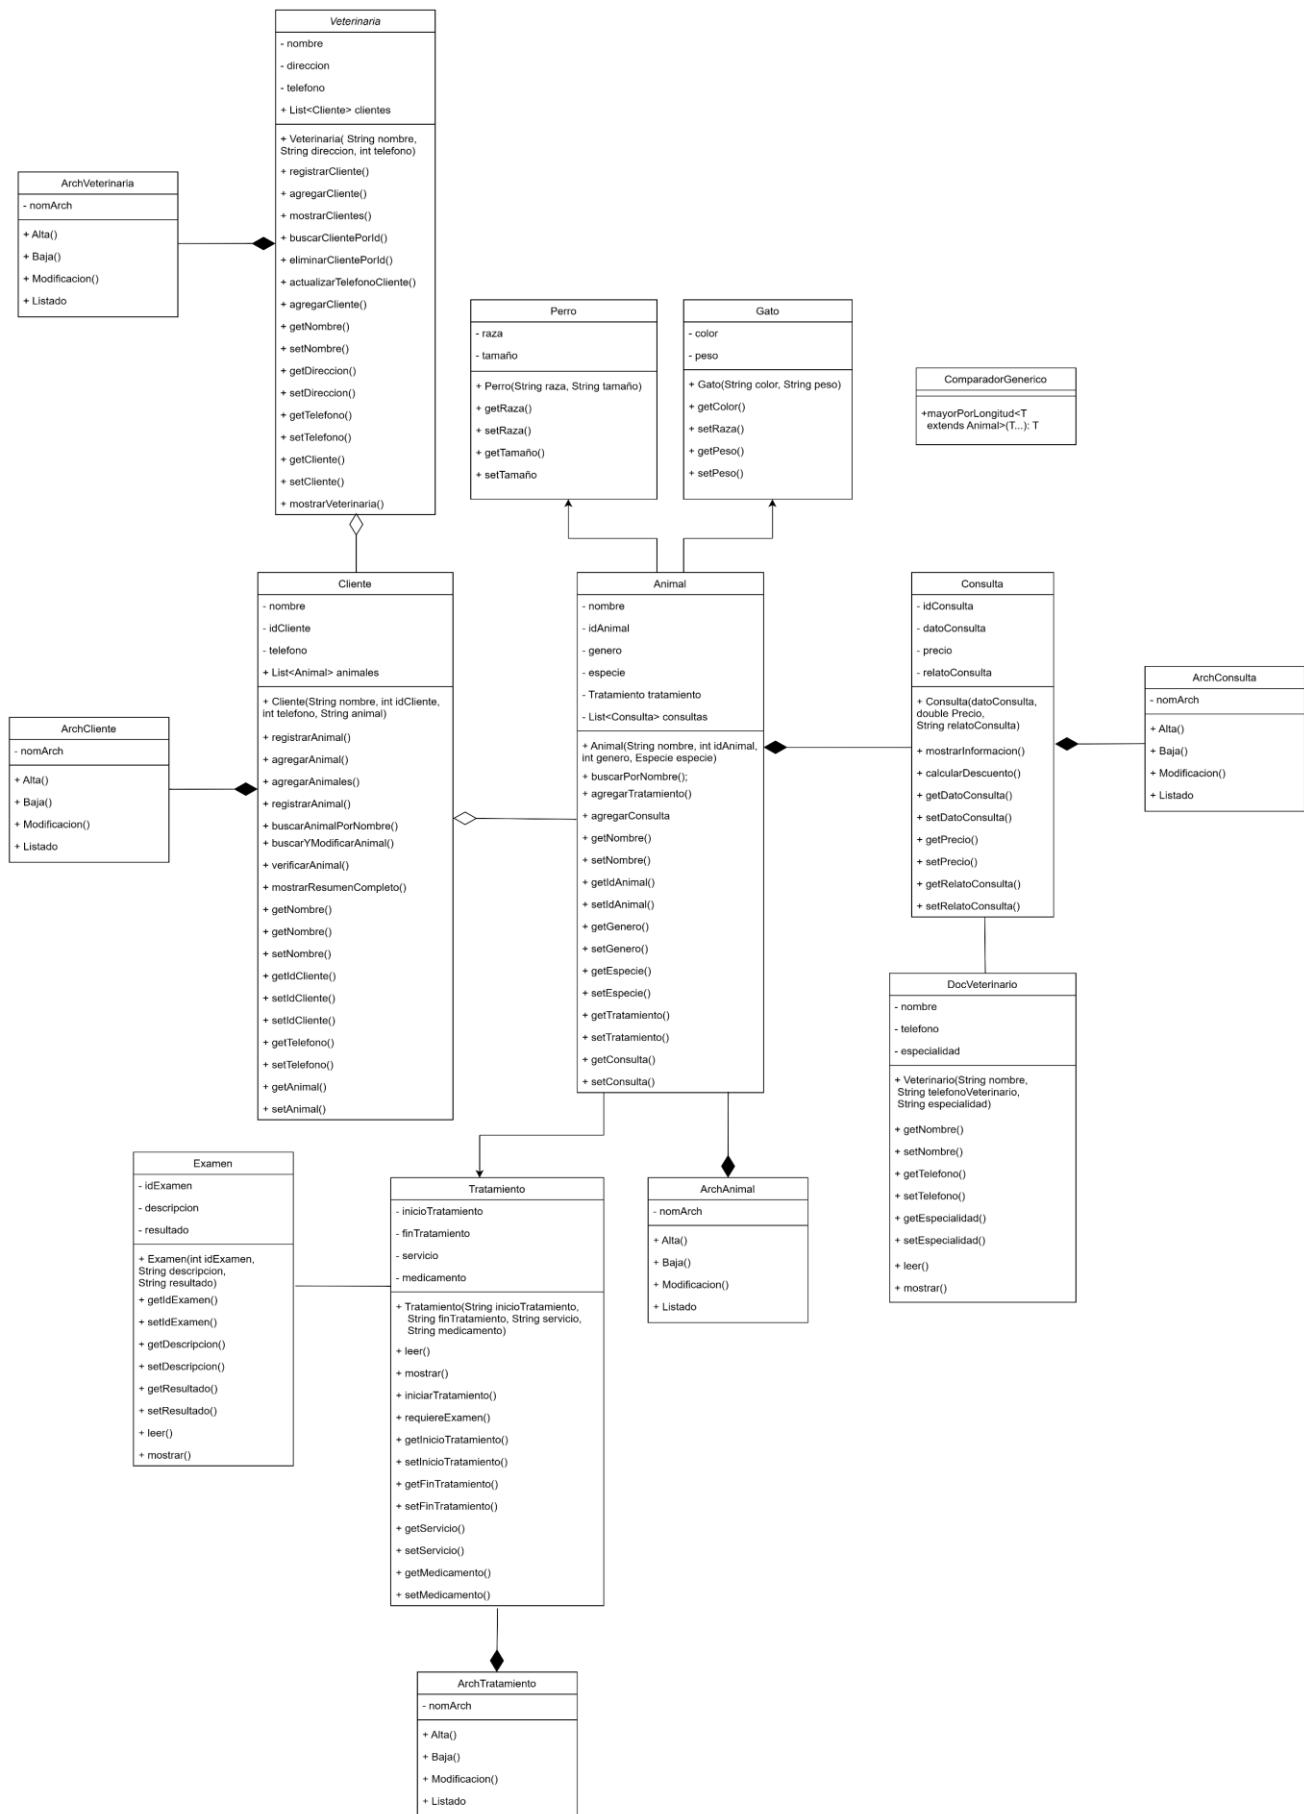 Veterinaria
- nombre
- direccion
- telefono
+ List<Cliente> clientes
+ Veterinaria( String nombre,
String direccion, int telefono)
+ registrarCliente()
+ agregarCliente()
+ mostrarClientes()
+ buscarClientePorId()
+ eliminarClientePorId()
+ actualizarTelefonoCliente()
+ agregarCliente()
+ getNombre()
+ setNombre()
+ getDireccion()
+ setDireccion()
+ getTelefono()
+ setTelefono()
+ getCliente()
+ setCliente()
+ mostrarVeterinaria()
ArchVeterinaria
- nomArch
+ Alta()
+ Baja()
+ Modificacion()
+ Listado
Perro
- raza
- tamaño
+ Perro(String raza, String tamaño)
+ getRaza()
+ setRaza()
+ getTamaño()
+ setTamaño
Gato
- color
- peso
+ Gato(String color, String peso)
+ getColor()
+ setRaza()
+ getPeso()
+ setPeso()
ComparadorGenerico
+mayorPorLongitud<T
extends Animal>(T...): T
Cliente
- nombre
- idCliente
- telefono
+ List<Animal> animales
+ Cliente(String nombre, int idCliente,
int telefono, String animal)
+ registrarAnimal()
+ agregarAnimal()
+ agregarAnimales()
+ registrarAnimal()
+ buscarAnimalPorNombre()
+ buscarYModificarAnimal()
+ verificarAnimal()
+ mostrarResumenCompleto()
+ getNombre()
+ getNombre()
+ setNombre()
+ getIdCliente()
+ setIdCliente()
+ setIdCliente()
+ getTelefono()
+ setTelefono()
+ getAnimal()
+ setAnimal()
Animal
- nombre
- idAnimal
- genero
- especie
- Tratamiento tratamiento
- List<Consulta> consultas
+ Animal(String nombre, int idAnimal,
int genero, Especie especie)
+ buscarPorNombre();
+ agregarTratamiento()
+ agregarConsulta
+ getNombre()
+ setNombre()
+ getIdAnimal()
+ setIdAnimal()
+ getGenero()
+ setGenero()
+ getEspecie()
+ setEspecie()
+ getTratamiento()
+ setTratamiento()
+ getConsulta()
+ setConsulta()
Consulta
- idConsulta
- datoConsulta
- precio
- relatoConsulta
+ Consulta(datoConsulta,
double Precio,
String relatoConsulta)
+ mostrarInformacion()
+ calcularDescuento()
+ getDatoConsulta()
+ setDatoConsulta()
+ getPrecio()
+ setPrecio()
+ getRelatoConsulta()
+ setRelatoConsulta()
ArchConsulta
- nomArch
+ Alta()
+ Baja()
+ Modificacion()
+ Listado
ArchCliente
- nomArch
+ Alta()
+ Baja()
+ Modificacion()
+ Listado
DocVeterinario
- nombre
- telefono
- especialidad
+ Veterinario(String nombre,
String telefonoVeterinario,
String especialidad)
+ getNombre()
+ setNombre()
+ getTelefono()
+ setTelefono()
+ getEspecialidad()
+ setEspecialidad()
+ leer()
+ mostrar()
Examen
- idExamen
- descripcion
- resultado
+ Examen(int idExamen,
String descripcion,
String resultado)
+ getIdExamen()
+ setIdExamen()
+ getDescripcion()
+ setDescripcion()
+ getResultado()
+ setResultado()
+ leer()
+ mostrar()
Tratamiento
- inicioTratamiento
- finTratamiento
- servicio
- medicamento
+ Tratamiento(String inicioTratamiento,
String finTratamiento, String servicio,
String medicamento)
+ leer()
+ mostrar()
+ iniciarTratamiento()
+ requiereExamen()
+ getInicioTratamiento()
+ setInicioTratamiento()
+ getFinTratamiento()
+ setFinTratamiento()
+ getServicio()
+ setServicio()
+ getMedicamento()
+ setMedicamento()
ArchAnimal
- nomArch
+ Alta()
+ Baja()
+ Modificacion()
+ Listado
ArchTratamiento
- nomArch
+ Alta()
+ Baja()
+ Modificacion()
+ Listado